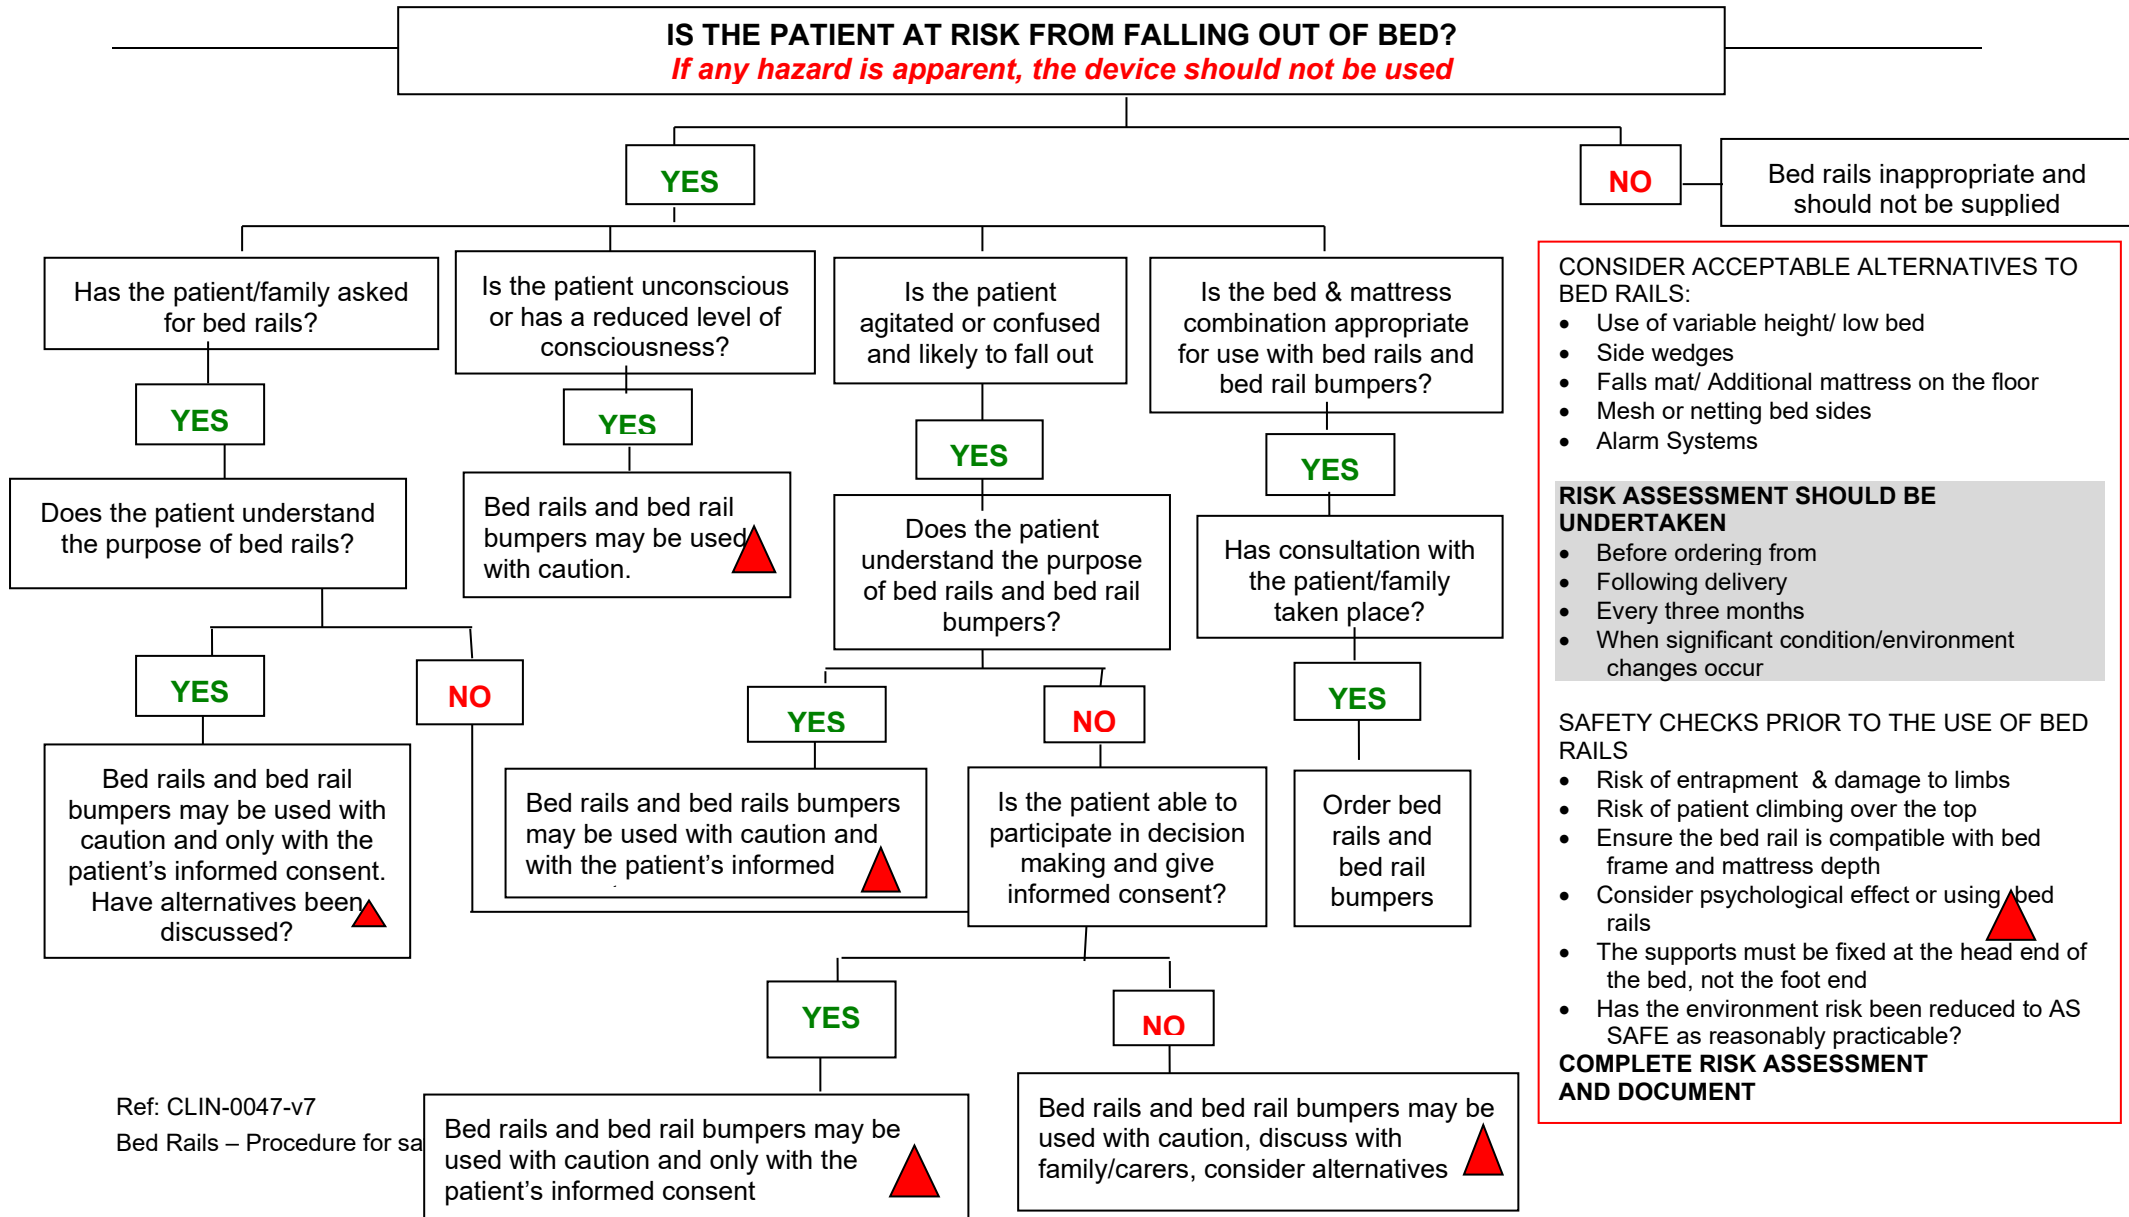 IS THE PATIENT AT RISK FROM FALLING OUT OF BED?
If any hazard is apparent, the device should not be used
YES
NO
Bed rails inappropriate and
should not be supplied
Has the patient/family asked
for bed rails?
Is the patient unconscious
or has a reduced level of
consciousness?
Is the patient
agitated or confused
and likely to fall out
Is the bed & mattress
combination appropriate
for use with bed rails and
bed rail bumpers?
YES
YES
YES
YES
Does the patient understand
the purpose of bed rails?
Bed rails and bed rail
bumpers may be used
with caution.
Does the patient
understand the purpose
of bed rails and bed rail
bumpers?
Has consultation with
the patient/family
taken place?
YES
NO
YES
NO
YES
Bed rails and bed rail
bumpers may be used with
caution and only with the
patient's informed consent.
Have alternatives been
discussed?
Bed rails and bed rails bumpers
may be used with caution and
with the patient's informed
Is the patient able to
participate in decision
making and give
informed consent?
Order bed
rails and
bed rail
bumpers
YES
NO
Bed rails and bed rail bumpers may be
used with caution and only with the
patient's informed consent
Bed rails and bed rail bumpers may be
used with caution, discuss with
family/carers, consider alternatives
CONSIDER ACCEPTABLE ALTERNATIVES TO
BED RAILS:
• Use of variable height/ low bed
• Side wedges
• Falls mat/ Additional mattress on the floor
• Mesh or netting bed sides
• Alarm Systems
RISK ASSESSMENT SHOULD BE
UNDERTAKEN
• Before ordering from
• Following delivery
• Every three months
• When significant condition/environment
changes occur
SAFETY CHECKS PRIOR TO THE USE OF BED
RAILS
• Risk of entrapment & damage to limbs
• Risk of patient climbing over the top
• Ensure the bed rail is compatible with bed
frame and mattress depth
• Consider psychological effect or using bed
rails
• The supports must be fixed at the head end of
the bed, not the foot end
• Has the environment risk been reduced to AS
SAFE as reasonably practicable?
COMPLETE RISK ASSESSMENT
AND DOCUMENT
Ref: CLIN-0047-v7
Bed Rails – Procedure for sa